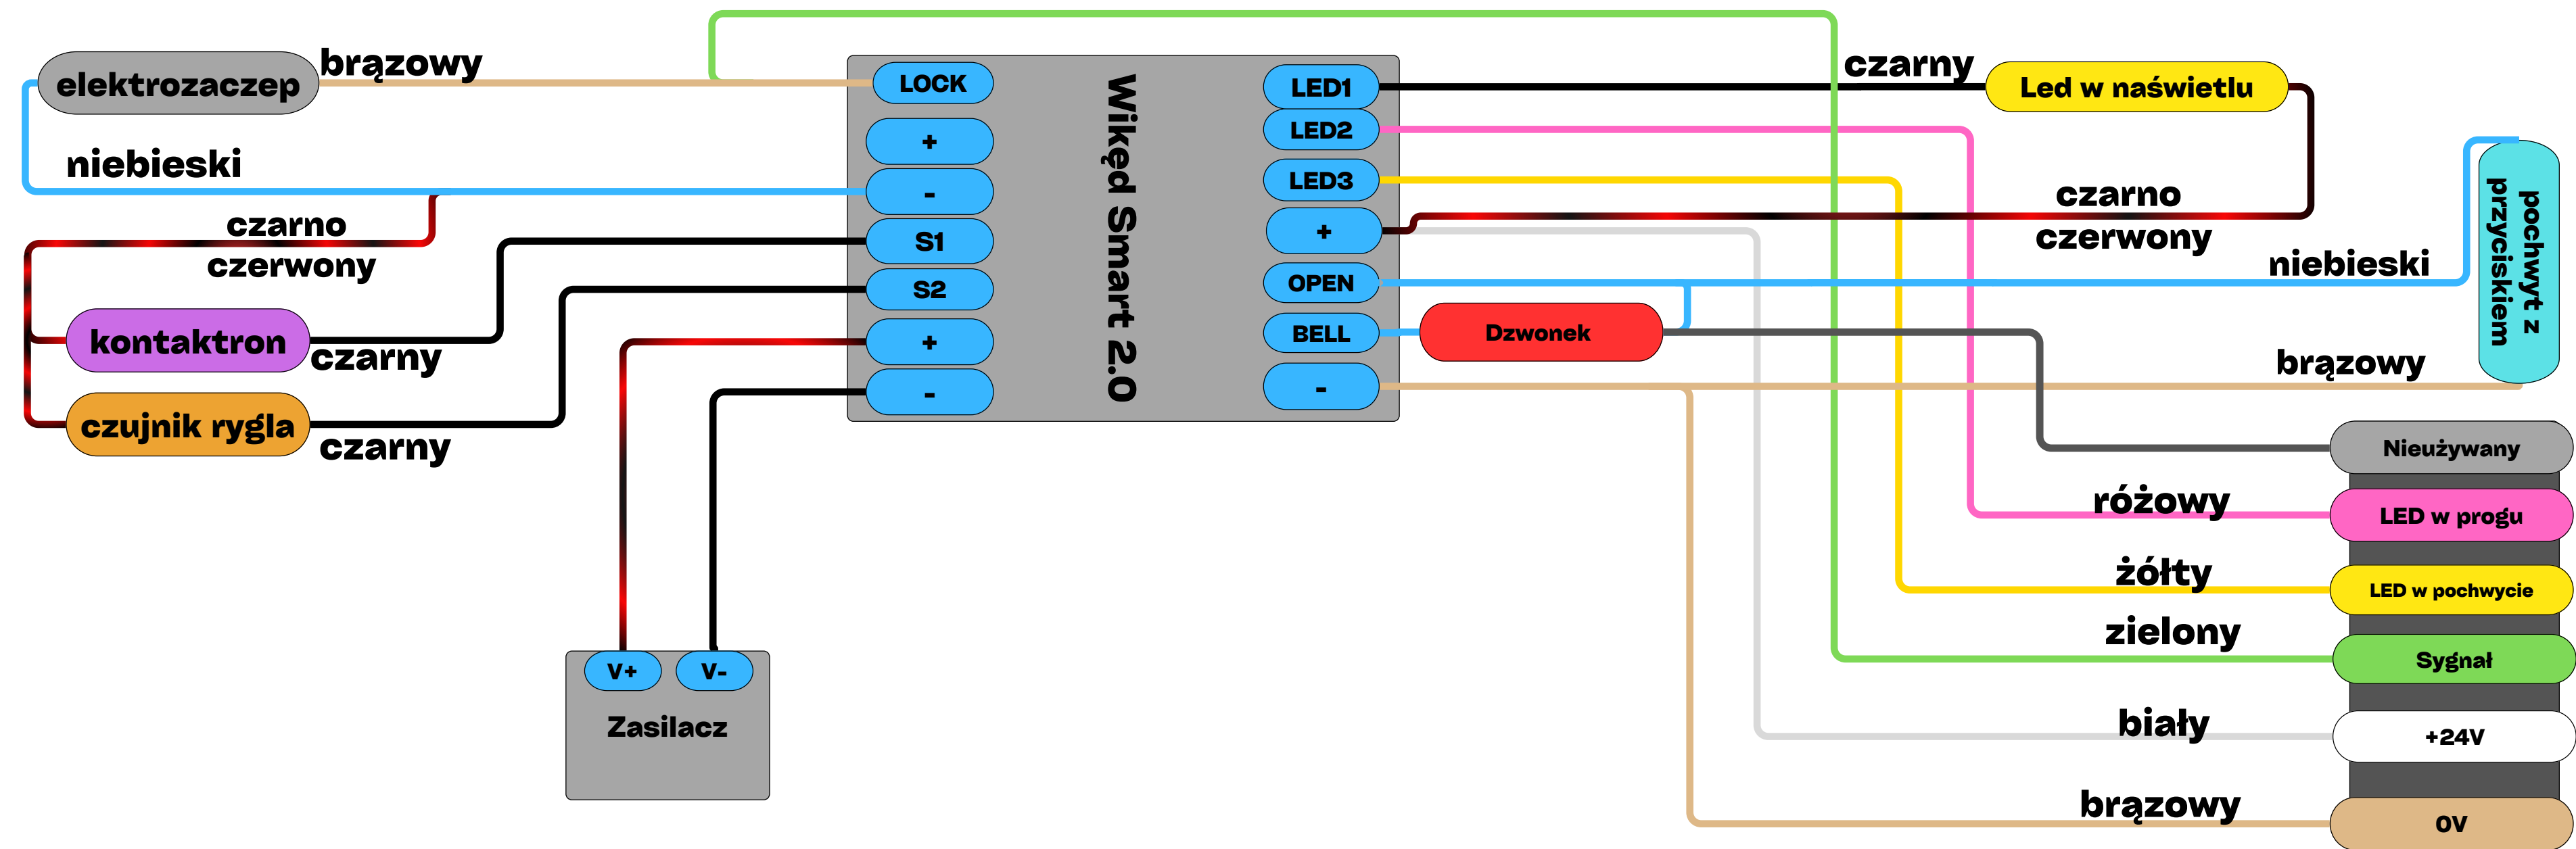 elektrozaczep
brązowy
niebieski
czarno
czerwony
kontaktron
czarny
czujnik rygla
czarny
LOCK
+
-
S1
S2
+
-
Wikęd Smart 2.0
LED1
LED2
LED3
+
OPEN
BELL
-
V+
V-
Zasilacz
czarny
Led w naświetlu
czarno
czerwony
niebieski
pochwyt z
przyciskiem
Dzwonek
brązowy
Nieużywany
różowy
LED w progu
żółty
LED w pochwycie
zielony
Sygnał
biały
+24V
brązowy
0V